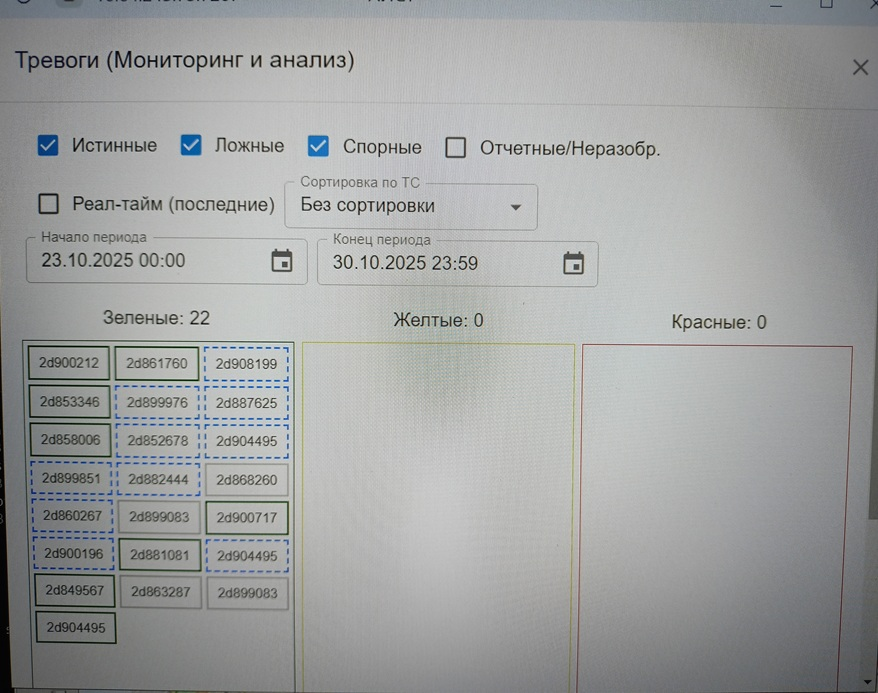 Тревоги (Мониторинг и анализ)
Истинные Ложные Спорные Отчетные/Неразобр.
Реал-тайм (последние)
Сортировка по ТС
Без сортировки
Начало периода
23.10.2025 00:00
Конец периода
30.10.2025 23:59
Зеленые: 22 Желтые: 0 Красные: 0
2d900212 2d861760 2d908199
2d853346 2d899976 2d887625
2d858006 2d852678 2d904495
2d899851 2d882444 2d868260
2d860267 2d899083 2d900717
2d900196 2d881081 2d904495
2d849567 2d863287 2d899083
2d904495